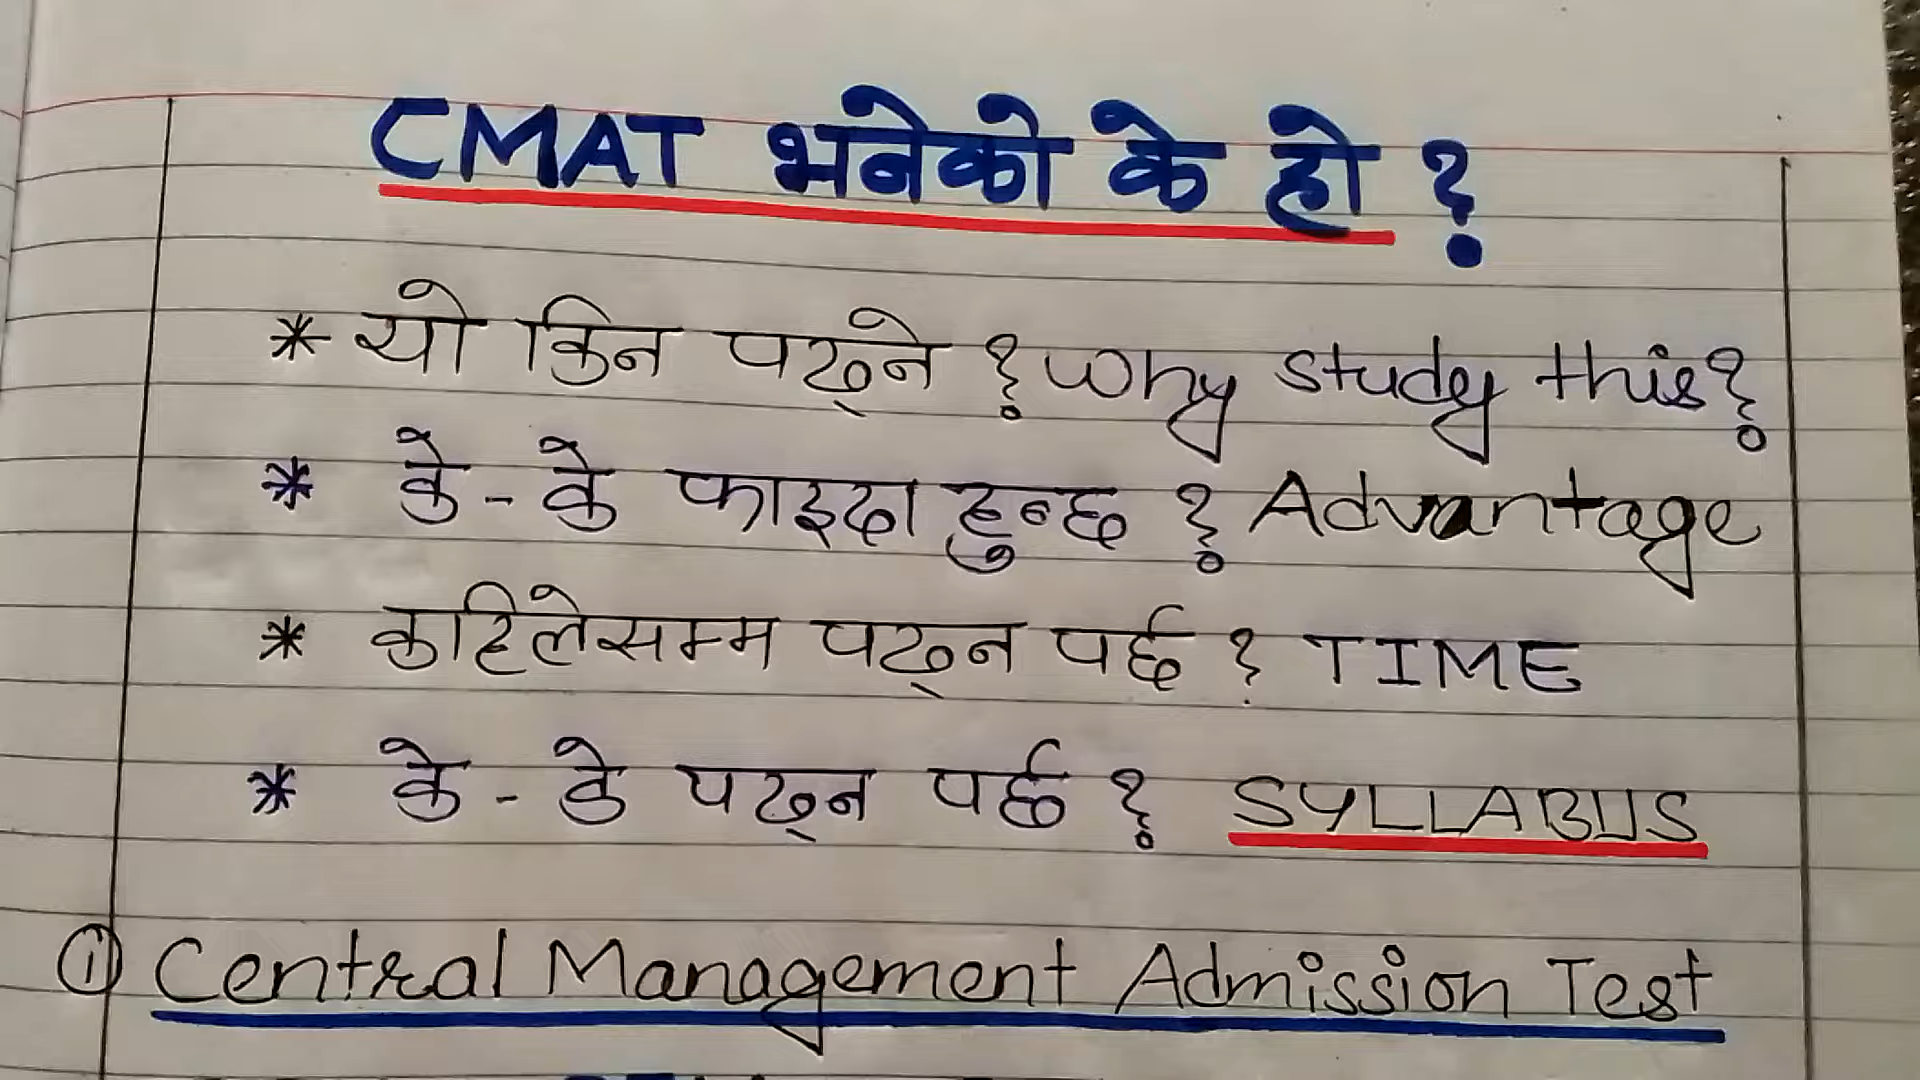 CMAT भनेको के हो ?
* यो किन पढ्ने ? Why study this?
* के - के फाइदा हुन्छ ? Advantage
* कहिलेसम्म पढ्न पर्छ ? TIME
* के - के पढ्न पर्छ ? SYLLABUS
① Central Management Admission Test